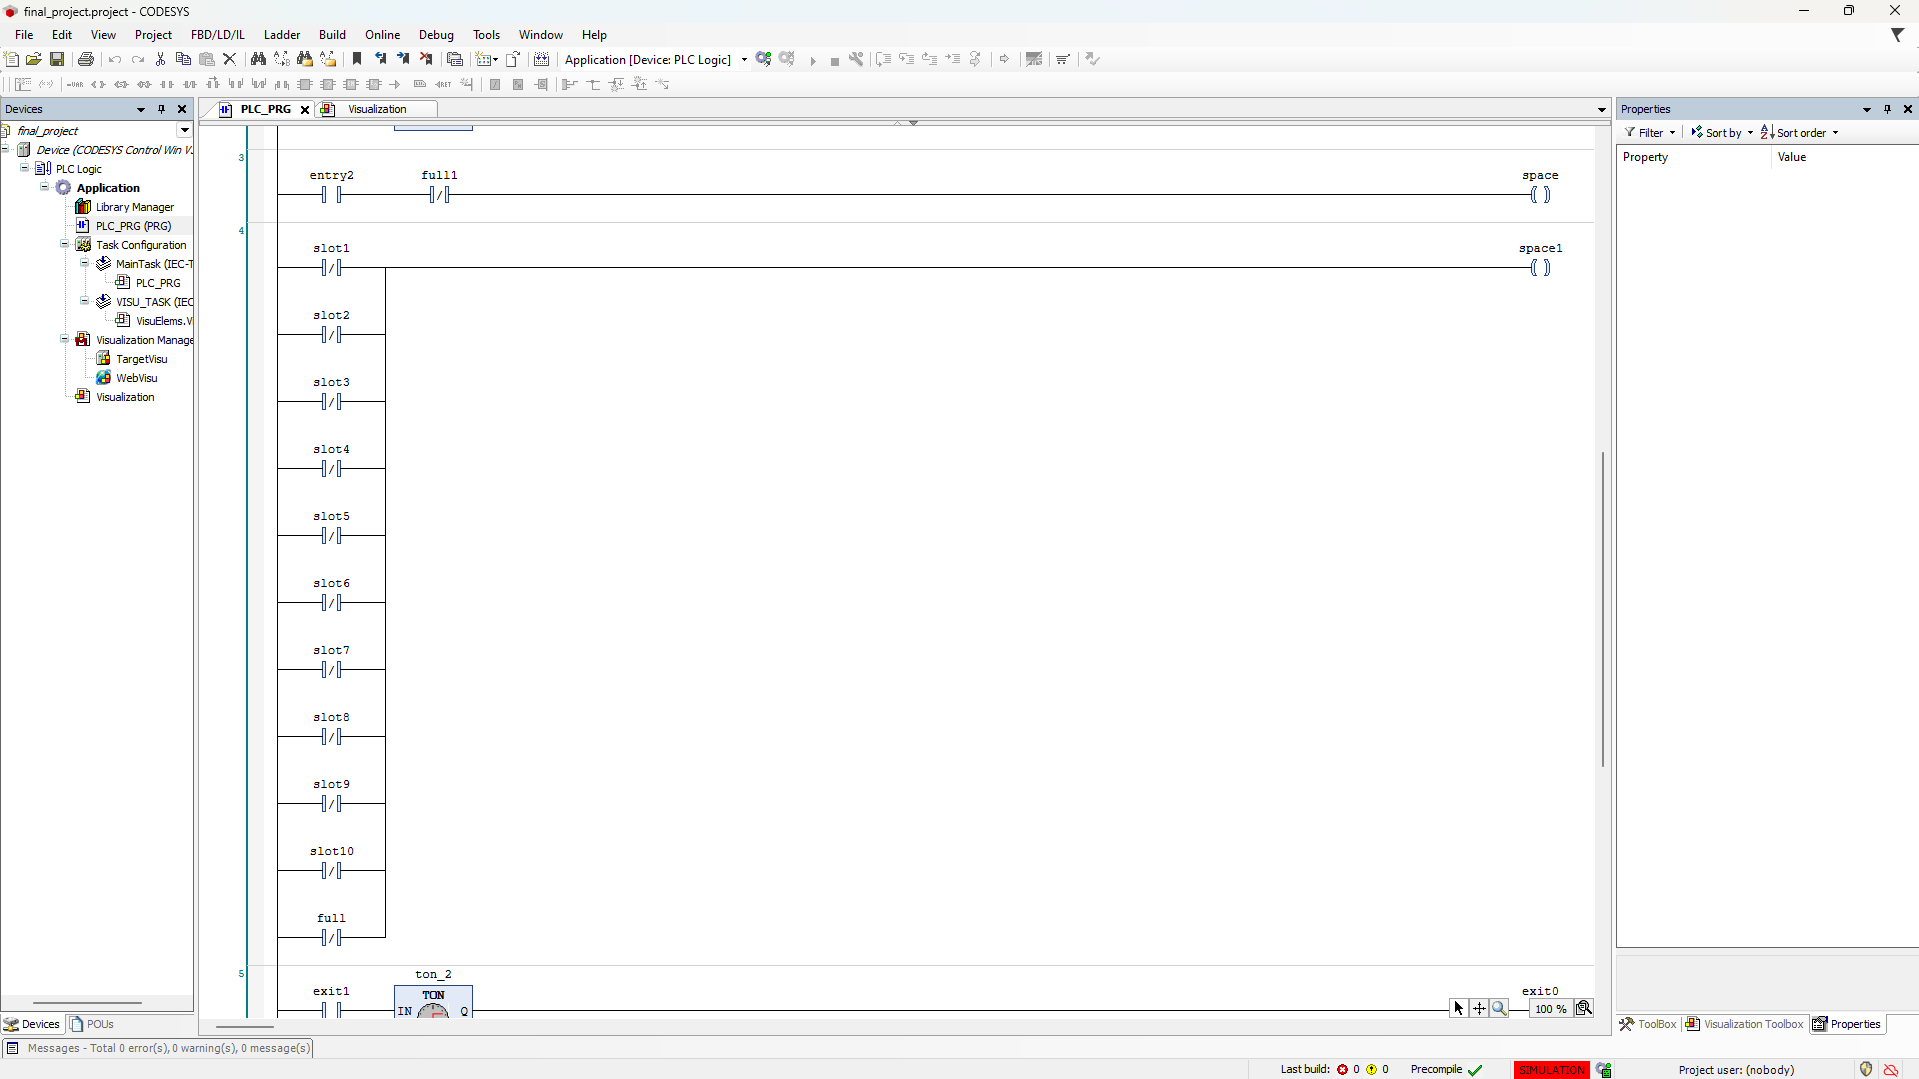 final_project.project - CODESYS
File Edit View Project FBD/LD/IL Ladder Build Online Debug Tools Window Help
Application [Device: PLC Logic]
Devices
PLC_PRG Visualization
Properties
final_project
Device (CODESYS Control Win V.
PLC Logic
Application
Library Manager
PLC_PRG (PRG)
Task Configuration
MainTask (IEC-T
PLC_PRG
VISU_TASK (IEC
VisuElems.Vi
Visualization Manage
TargetVisu
WebVisu
Visualization
Devices POUs
3
entry2 full1 space
4
slot1 space1
slot2
slot3
slot4
slot5
slot6
slot7
slot8
slot9
slot10
full
5
ton_2
exit1 TON exit0
IN Q
100 %
Filter Sort by Sort order
Property Value
ToolBox Visualization Toolbox Properties
Messages - Total 0 error(s), 0 warning(s), 0 message(s)
Last build: 0 0 Precompile SIMULATION Project user: (nobody)